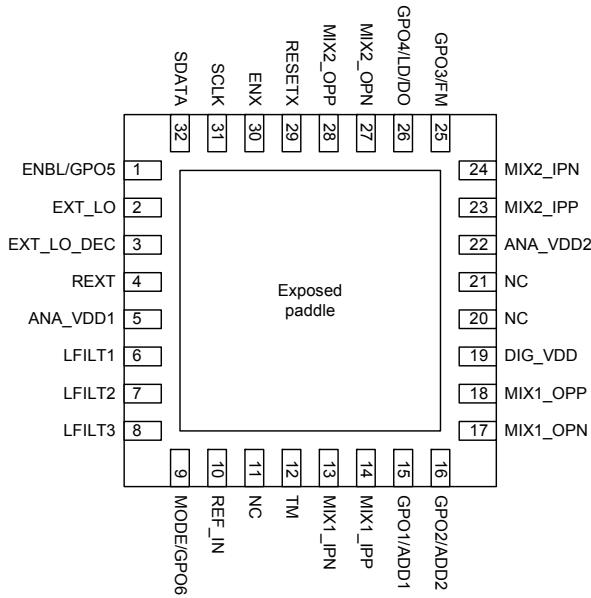 SDATA
SCLK
ENX
RESETX
MIX2_OPP
MIX2_OPN
GPO4/LD/DO
GPO3/FM
32
31
30
29
28
27
26
25
ENBL/GPO5 1
EXT_LO 2
EXT_LO_DEC 3
REXT 4
ANA_VDD1 5
LFILT1 6
LFILT2 7
LFILT3 8
Exposed
paddle
24 MIX2_IPN
23 MIX2_IPP
22 ANA_VDD2
21 NC
20 NC
19 DIG_VDD
18 MIX1_OPP
17 MIX1_OPN
9
10
11
12
13
14
15
16
MODE/GPO6
REF_IN
NC
TM
MIX1_IPN
MIX1_IPP
GPO1/ADD1
GPO2/ADD2